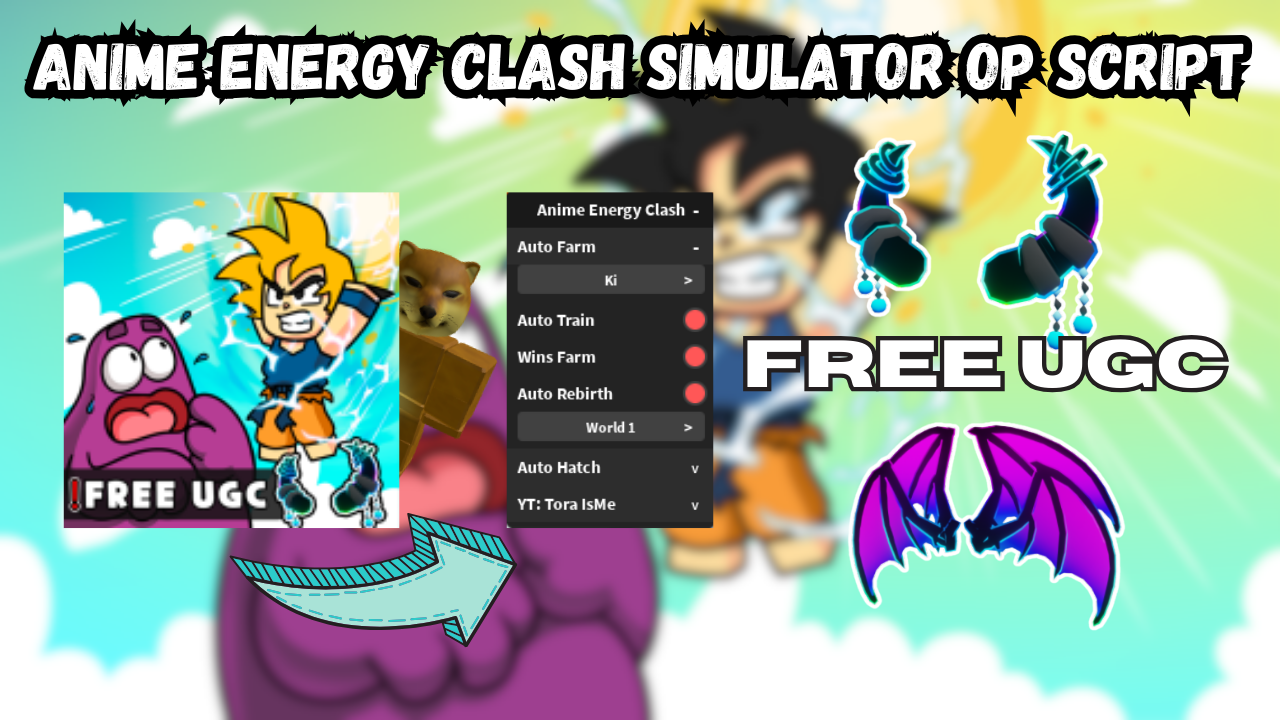 ANIME ENERGY CLASH SIMULATOR OP SCRIPT
!FREE UGC
Anime Energy Clash -
Auto Farm -
Ki >
Auto Train
Wins Farm
Auto Rebirth
World 1 >
Auto Hatch v
YT: Tora IsMe v
FREE UGC